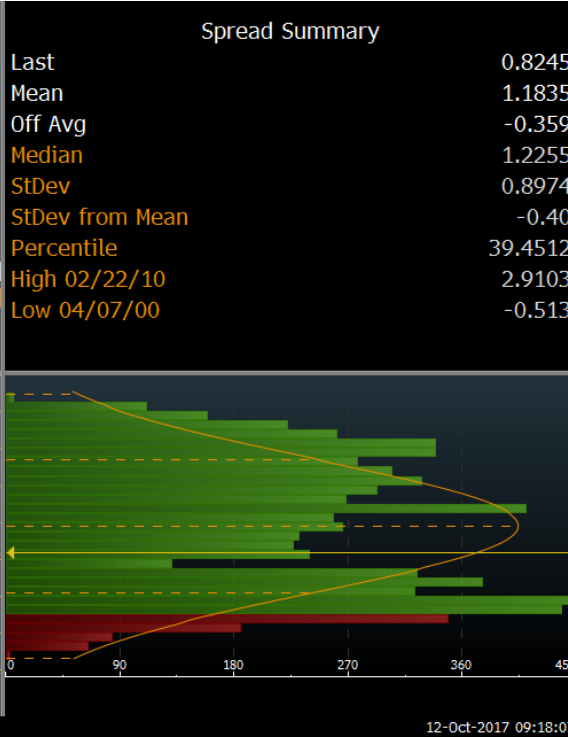 Spread Summary
Last 0.8245
Mean 1.1835
Off Avg -0.359
Median 1.2255
StDev 0.8974
StDev from Mean -0.40
Percentile 39.4512
High 02/22/10 2.9103
Low 04/07/00 -0.513
0 90 180 270 360 45
12-Oct-2017 09:18:0